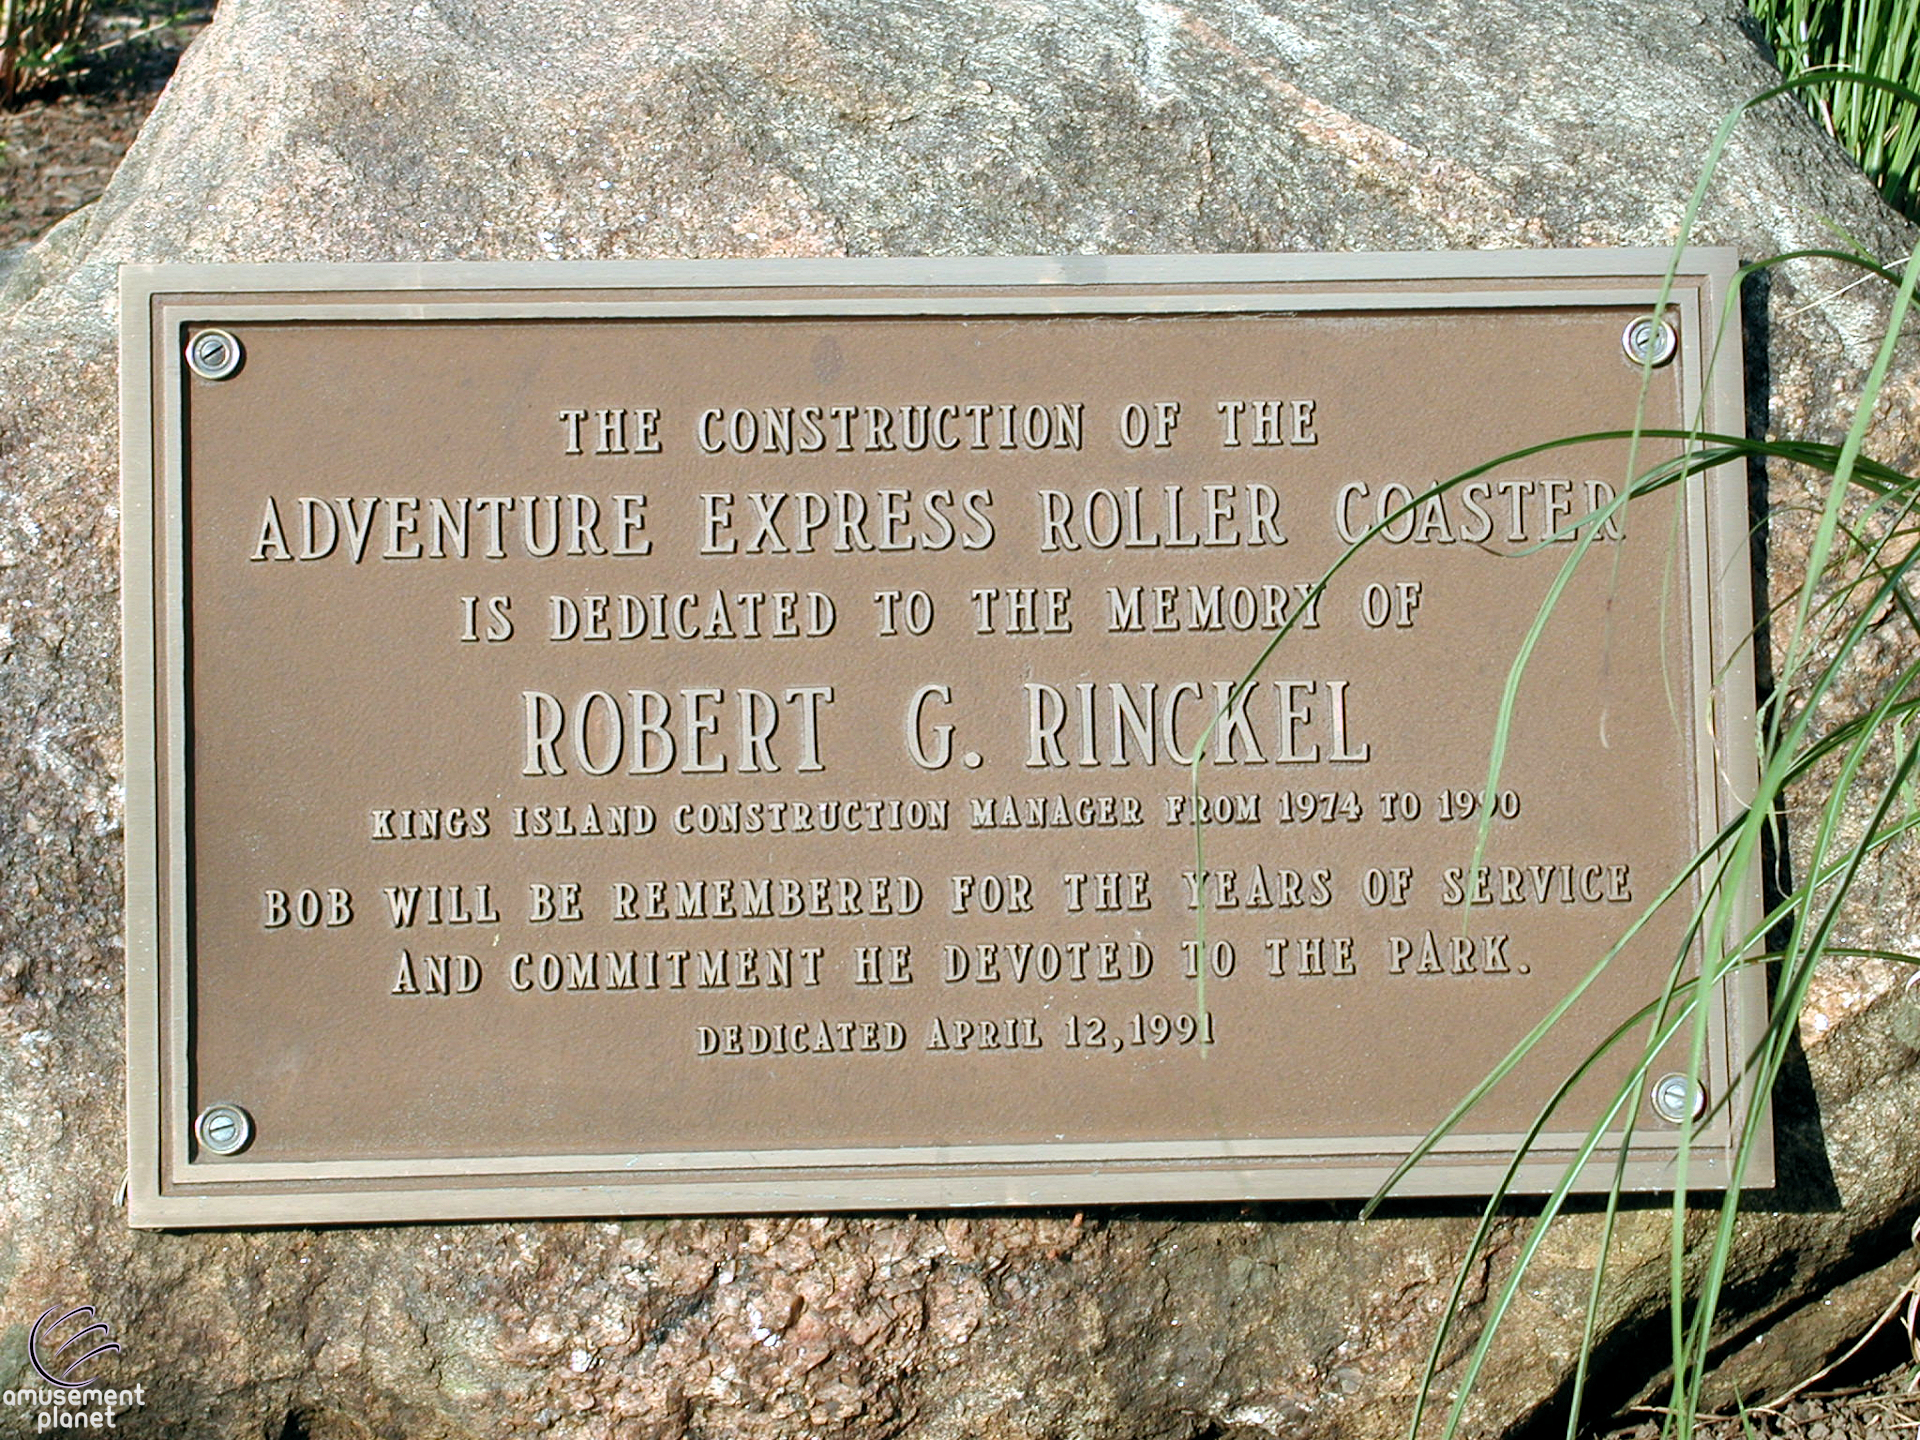 THE CONSTRUCTION OF THE
ADVENTURE EXPRESS ROLLER COASTER
IS DEDICATED TO THE MEMORY OF
ROBERT G. RINCKEL
KINGS ISLAND CONSTRUCTION MANAGER FROM 1974 TO 1990
BOB WILL BE REMEMBERED FOR THE YEARS OF SERVICE
AND COMMITMENT HE DEVOTED TO THE PARK.
DEDICATED APRIL 12, 1991
amusement
planet